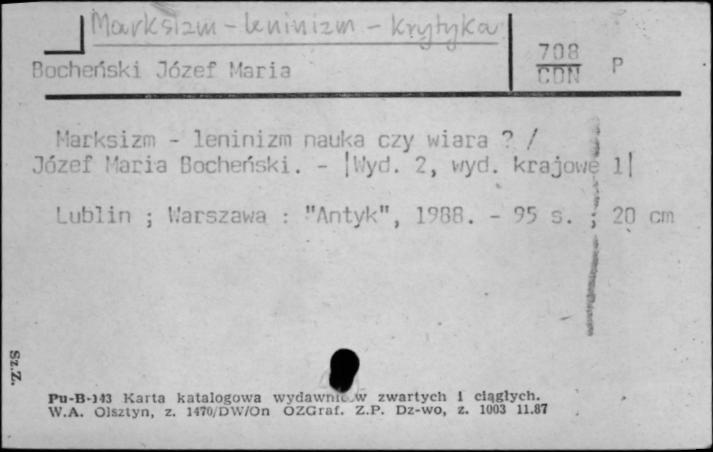 Marksizm - leninizm - krytyka
Bocheński Józef Maria
708
CDN
P
Marksizm - leninizm nauka czy wiara ? /
Józef Maria Bocheński. - |Wyd. 2, wyd. krajowe 1|
Lublin ; Warszawa : "Antyk", 1988. - 95 s. ; 20 cm
Sz.Z.
Pu-B-143 Karta katalogowa wydawnictw zwartych i ciągłych.
W.A. Olsztyn, z. 1470/DW/On OZGraf. Z.P. Dz-wo, z. 1003 11.87